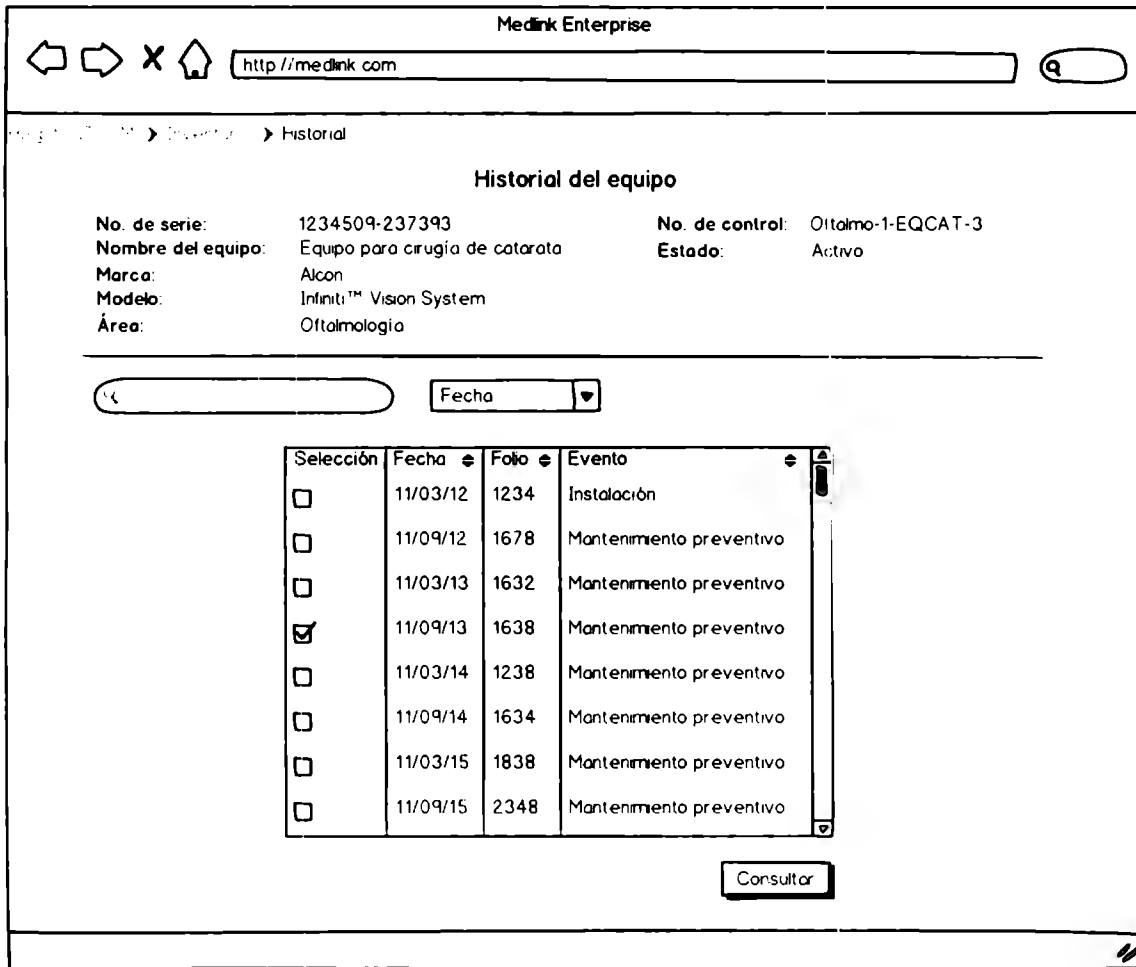 Medlink Enterprise
http://medlink.com
Historial
Historial del equipo
No. de serie: 1234509-237393 No. de control: Oftalmo-1-EQCAT-3
Nombre del equipo: Equipo para cirugía de catarata Estado: Activo
Marca: Alcon
Modelo: Infiniti™ Vision System
Área: Oftalmología
Fecha
Selección Fecha Folio Evento
11/03/12 1234 Instalación
11/09/12 1678 Mantenimiento preventivo
11/03/13 1632 Mantenimiento preventivo
11/09/13 1638 Mantenimiento preventivo
11/03/14 1238 Mantenimiento preventivo
11/09/14 1634 Mantenimiento preventivo
11/03/15 1838 Mantenimiento preventivo
11/09/15 2348 Mantenimiento preventivo
Consultar